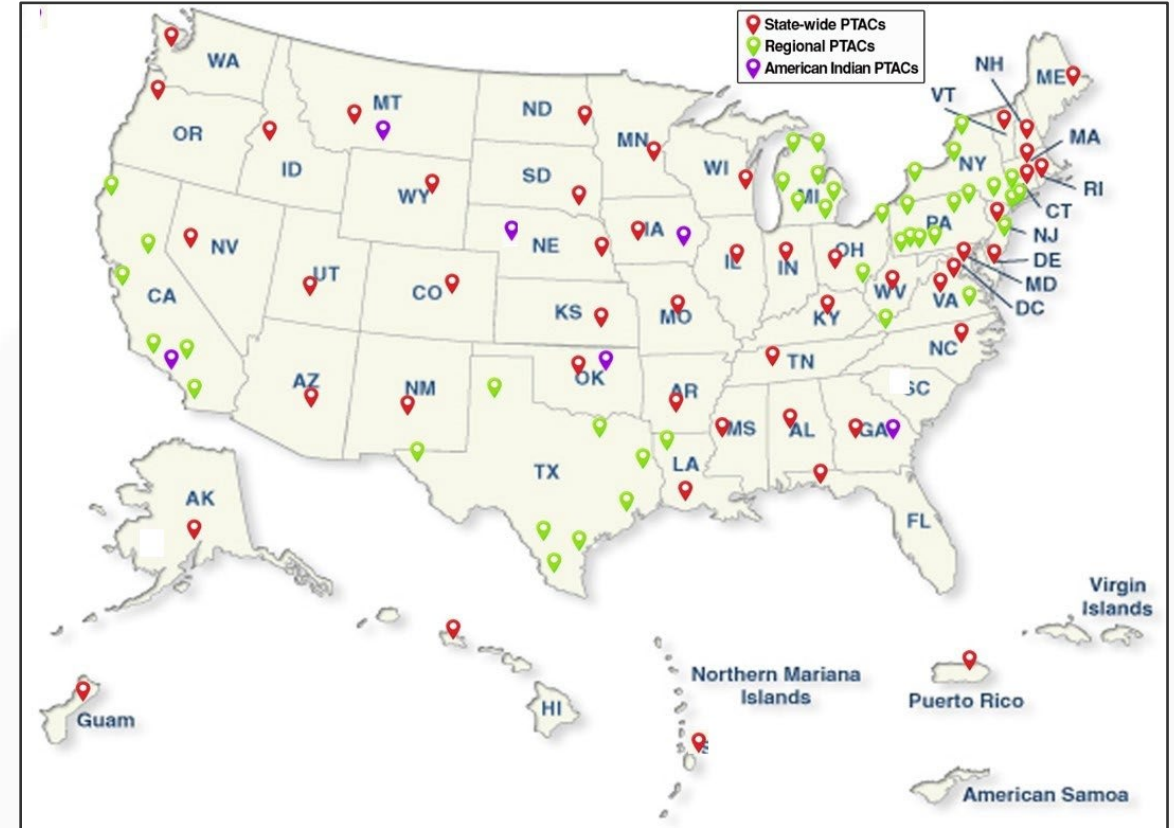 State-wide PTACs
Regional PTACs
American Indian PTACs
WA
MT
ND
MN
VT
NH
ME
OR
ID
WY
SD
WI
MI
NY
MA
RI
CT
NJ
PA
NV
UT
CO
NE
IA
IL
IN
OH
WV
VA
DE
MD
DC
CA
KS
MO
KY
NC
AZ
NM
OK
AR
TN
SC
MS
AL
GA
TX
LA
FL
AK
HI
Guam
Northern Mariana
Islands
Virgin
Islands
Puerto Rico
American Samoa